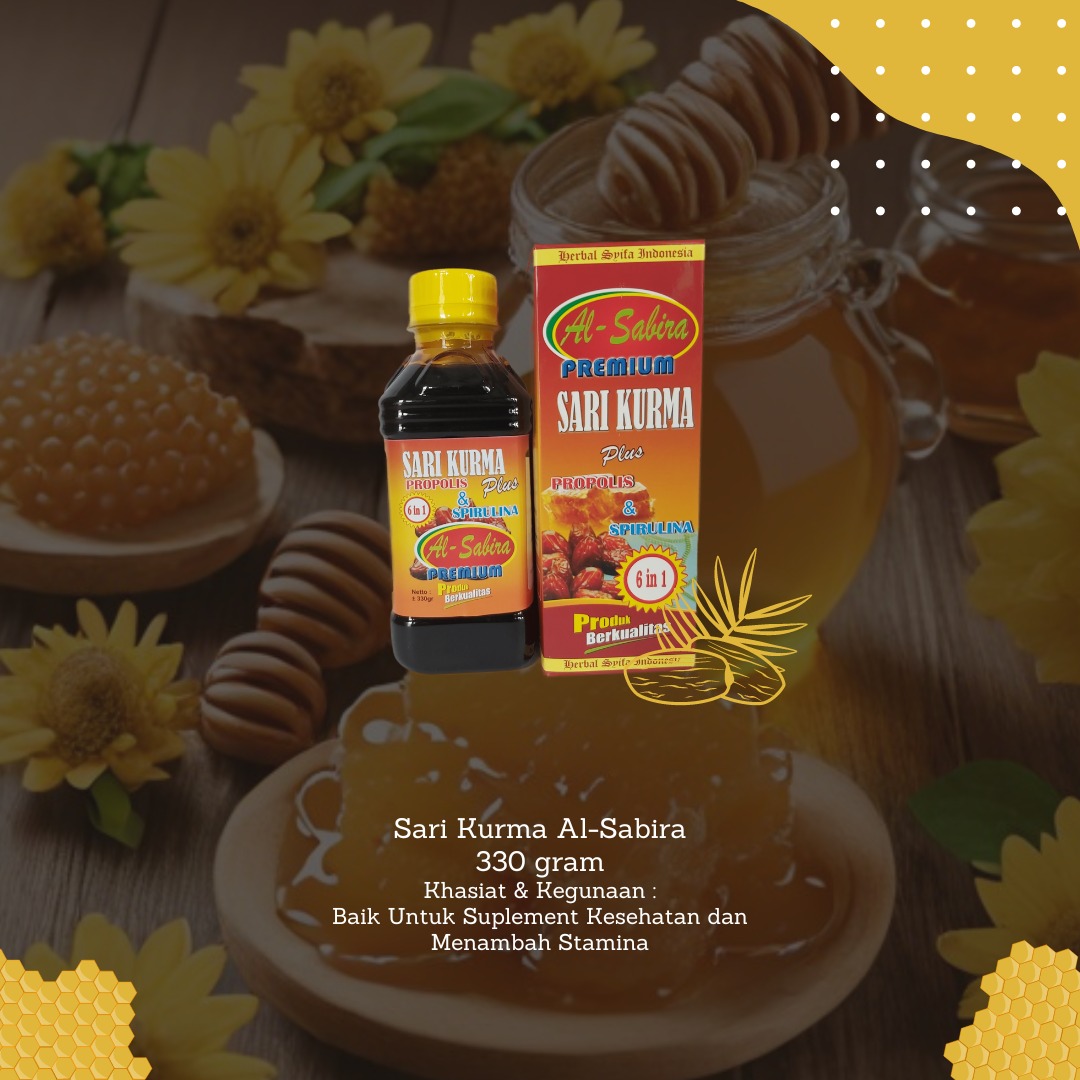 Herbal Syifa Indonesia
Al-Sabira
PREMIUM
SARI KURMA
Plus
PROPOLIS
&
SPIRULINA
6 in 1
Produk
Berkualitas
Herbal Syifa Indonesia
SARI KURMA
PROPOLIS Plus
&
6 in 1
SPIRULINA
Al-Sabira
PREMIUM
Netto :
± 330gr
Produk
Berkualitas
Sari Kurma Al-Sabira
330 gram
Khasiat & Kegunaan :
Baik Untuk Suplement Kesehatan dan
Menambah Stamina